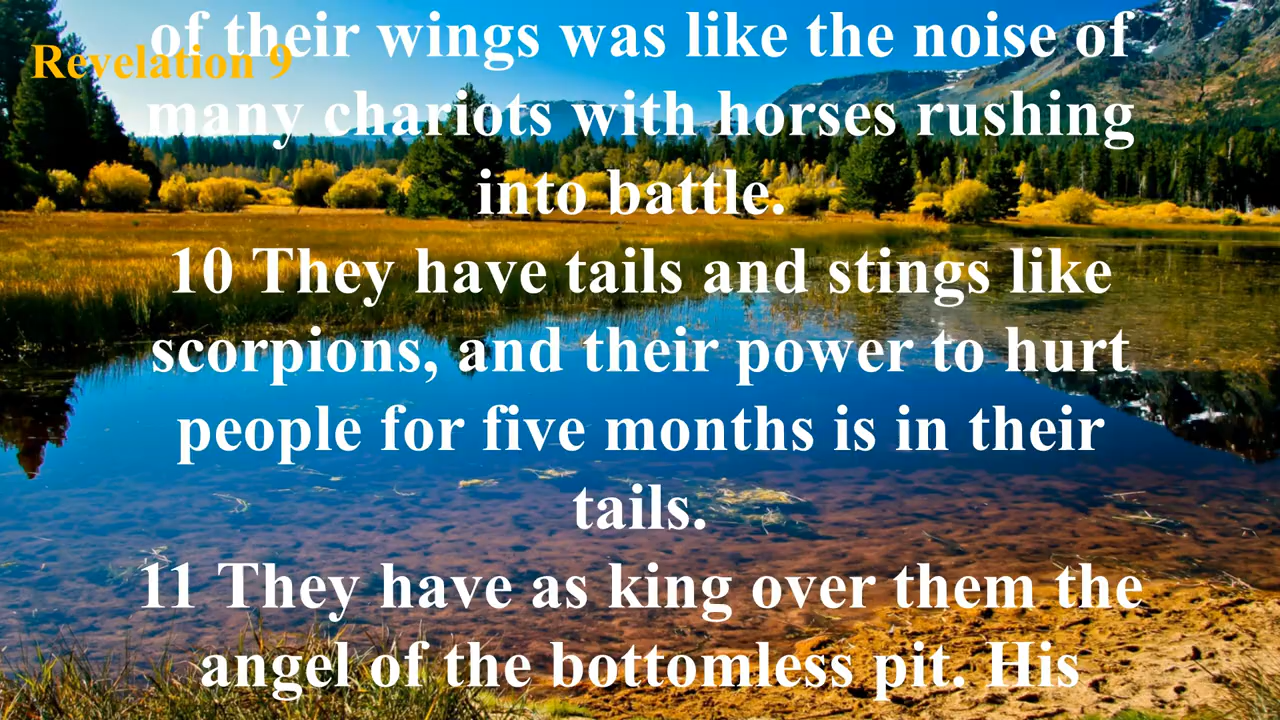 of their wings was like the noise of
Revelation 9
many chariots with horses rushing
into battle.
10 They have tails and stings like
scorpions, and their power to hurt
people for five months is in their
tails.
11 They have as king over them the
angel of the bottomless pit. His